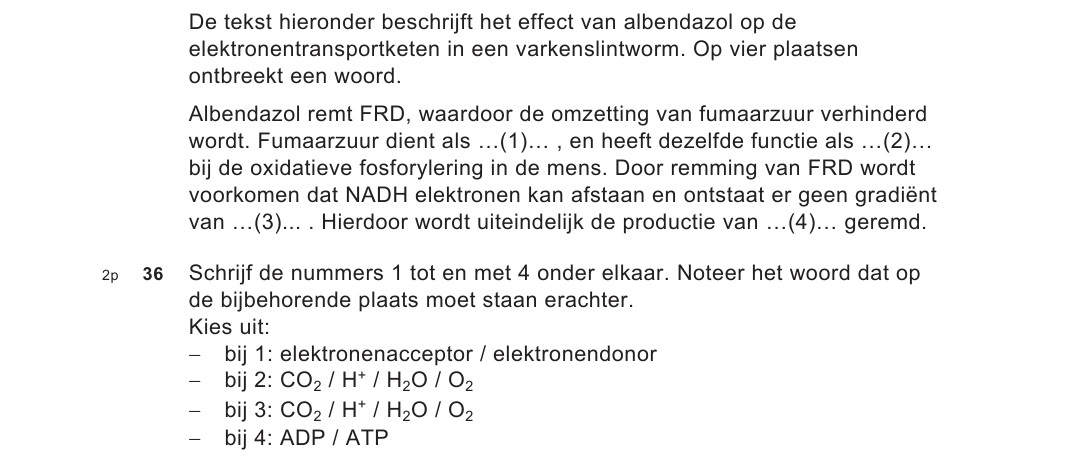 De tekst hieronder beschrijft het effect van albendazol op de
elektronentransportketen in een varkenslintworm. Op vier plaatsen
ontbreekt een woord.
Albendazol remt FRD, waardoor de omzetting van fumaarzuur verhinderd
wordt. Fumaarzuur dient als …(1)… , en heeft dezelfde functie als …(2)…
bij de oxidatieve fosforylering in de mens. Door remming van FRD wordt
voorkomen dat NADH elektronen kan afstaan en ontstaat er geen gradiënt
van …(3)... . Hierdoor wordt uiteindelijk de productie van …(4)… geremd.
2p 36 Schrijf de nummers 1 tot en met 4 onder elkaar. Noteer het woord dat op
de bijbehorende plaats moet staan erachter.
Kies uit:
– bij 1: elektronenacceptor / elektronendonor
– bij 2: CO₂ / H⁺ / H₂O / O₂
– bij 3: CO₂ / H⁺ / H₂O / O₂
– bij 4: ADP / ATP